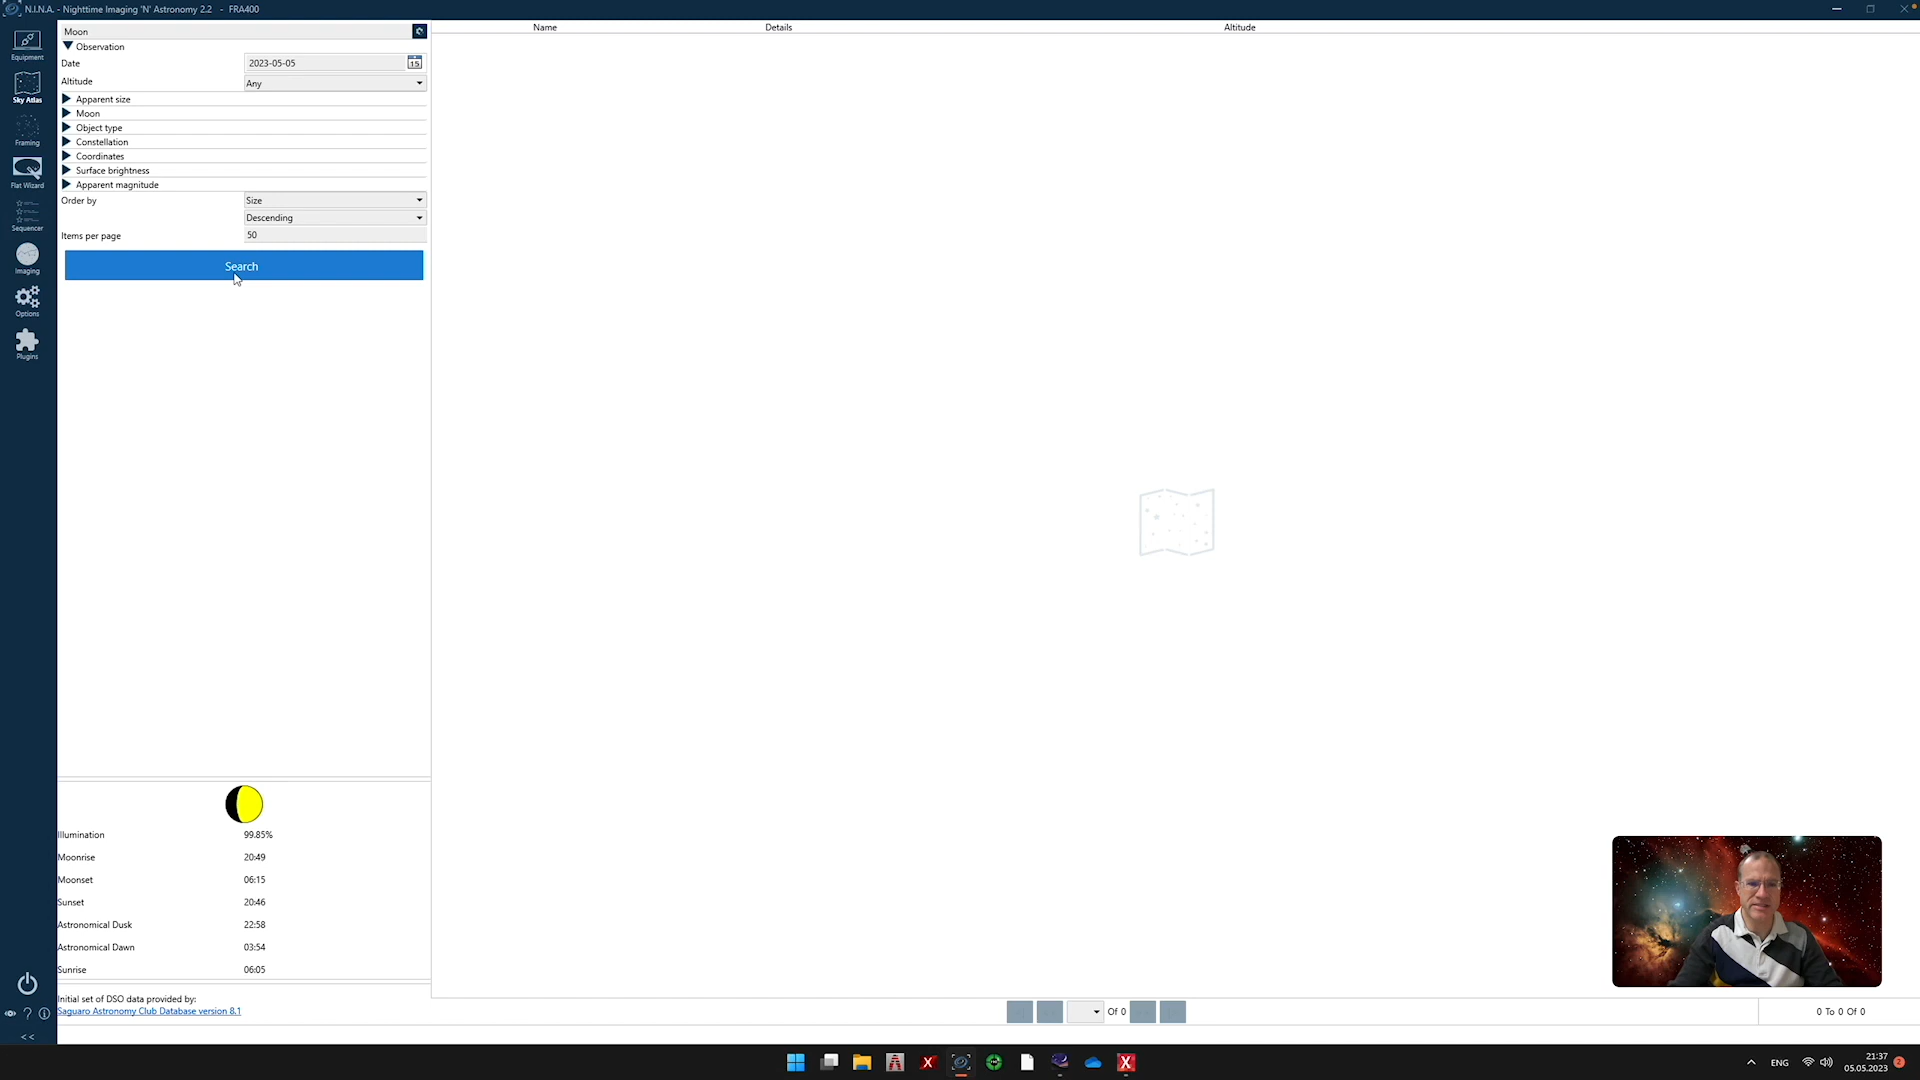 N.I.N.A. - Nighttime Imaging 'N' Astronomy 2.2 - FRA400
Equipment
Sky Atlas
Framing
Flat Wizard
Sequencer
Imaging
Options
Plugins
<<
Moon
Observation
Date 2023-05-05 15
Altitude Any
Apparent size
Moon
Object type
Constellation
Coordinates
Surface brightness
Apparent magnitude
Order by Size
Descending
Items per page 50
Search
Illumination 99.85%
Moonrise 20:49
Moonset 06:15
Sunset 20:46
Astronomical Dusk 22:58
Astronomical Dawn 03:54
Sunrise 06:05
Initial set of DSO data provided by:
Saguaro Astronomy Club Database version 8.1
Name Details Altitude
Of 0
0 To 0 Of 0
ENG
21:37
05.05.2023
2